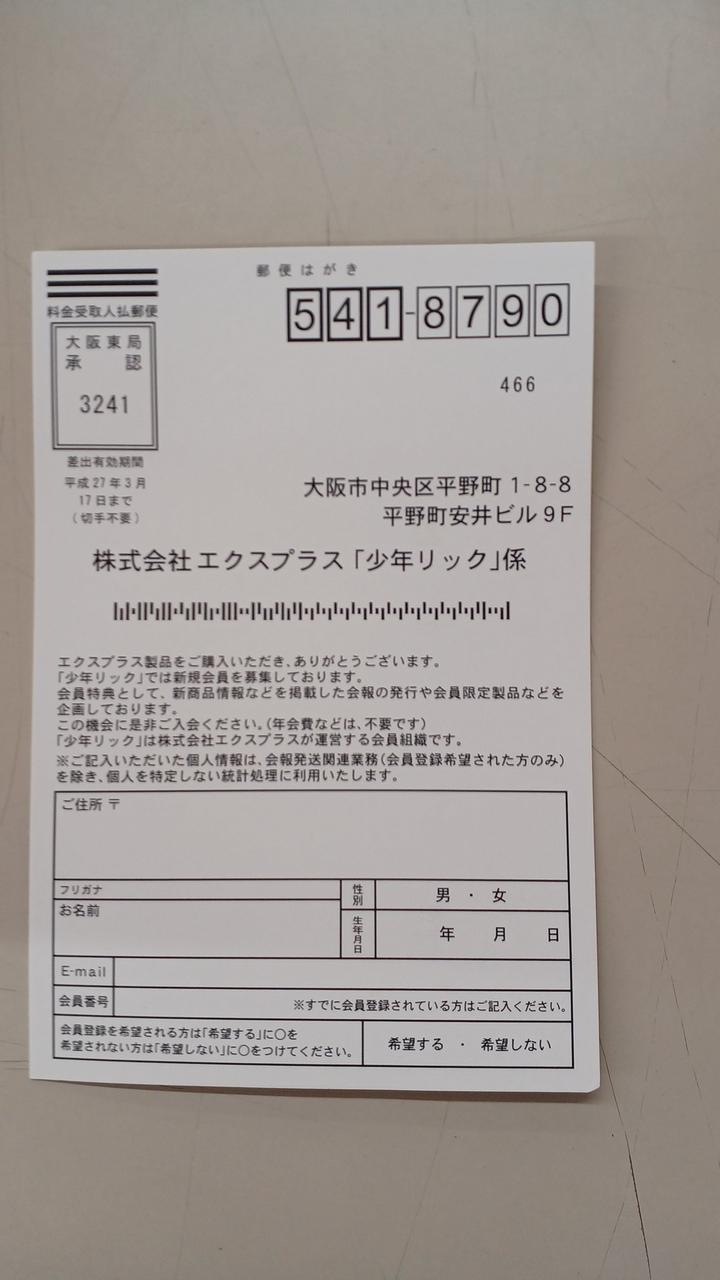 郵便はがき
料金受取人払郵便
541-8790
大阪東局
承認
3241
466
差出有効期間
平成27年3月
17日まで
(切手不要)
大阪市中央区平野町1-8-8
平野町安井ビル9F
株式会社エクスプラス「少年リック」係
エクスプラス製品をご購入いただき、ありがとうございます。
「少年リック」では新規会員を募集しております。
会員特典として、新商品情報などを掲載した会報の発行や会員限定製品などを
企画しております。
この機会に是非ご入会ください。(年会費などは、不要です)
「少年リック」は株式会社エクスプラスが運営する会員組織です。
※ご記入いただいた個人情報は、会報発送関連業務(会員登録希望された方のみ)
を除き、個人を特定しない統計処理に利用いたします。
ご住所 〒
フリガナ
お名前
性別
男・女
生年月日
年 月 日
E-mail
会員番号
※すでに会員登録されている方はご記入ください。
会員登録を希望される方は「希望する」に〇を
希望されない方は「希望しない」に〇をつけてください。
希望する ・ 希望しない